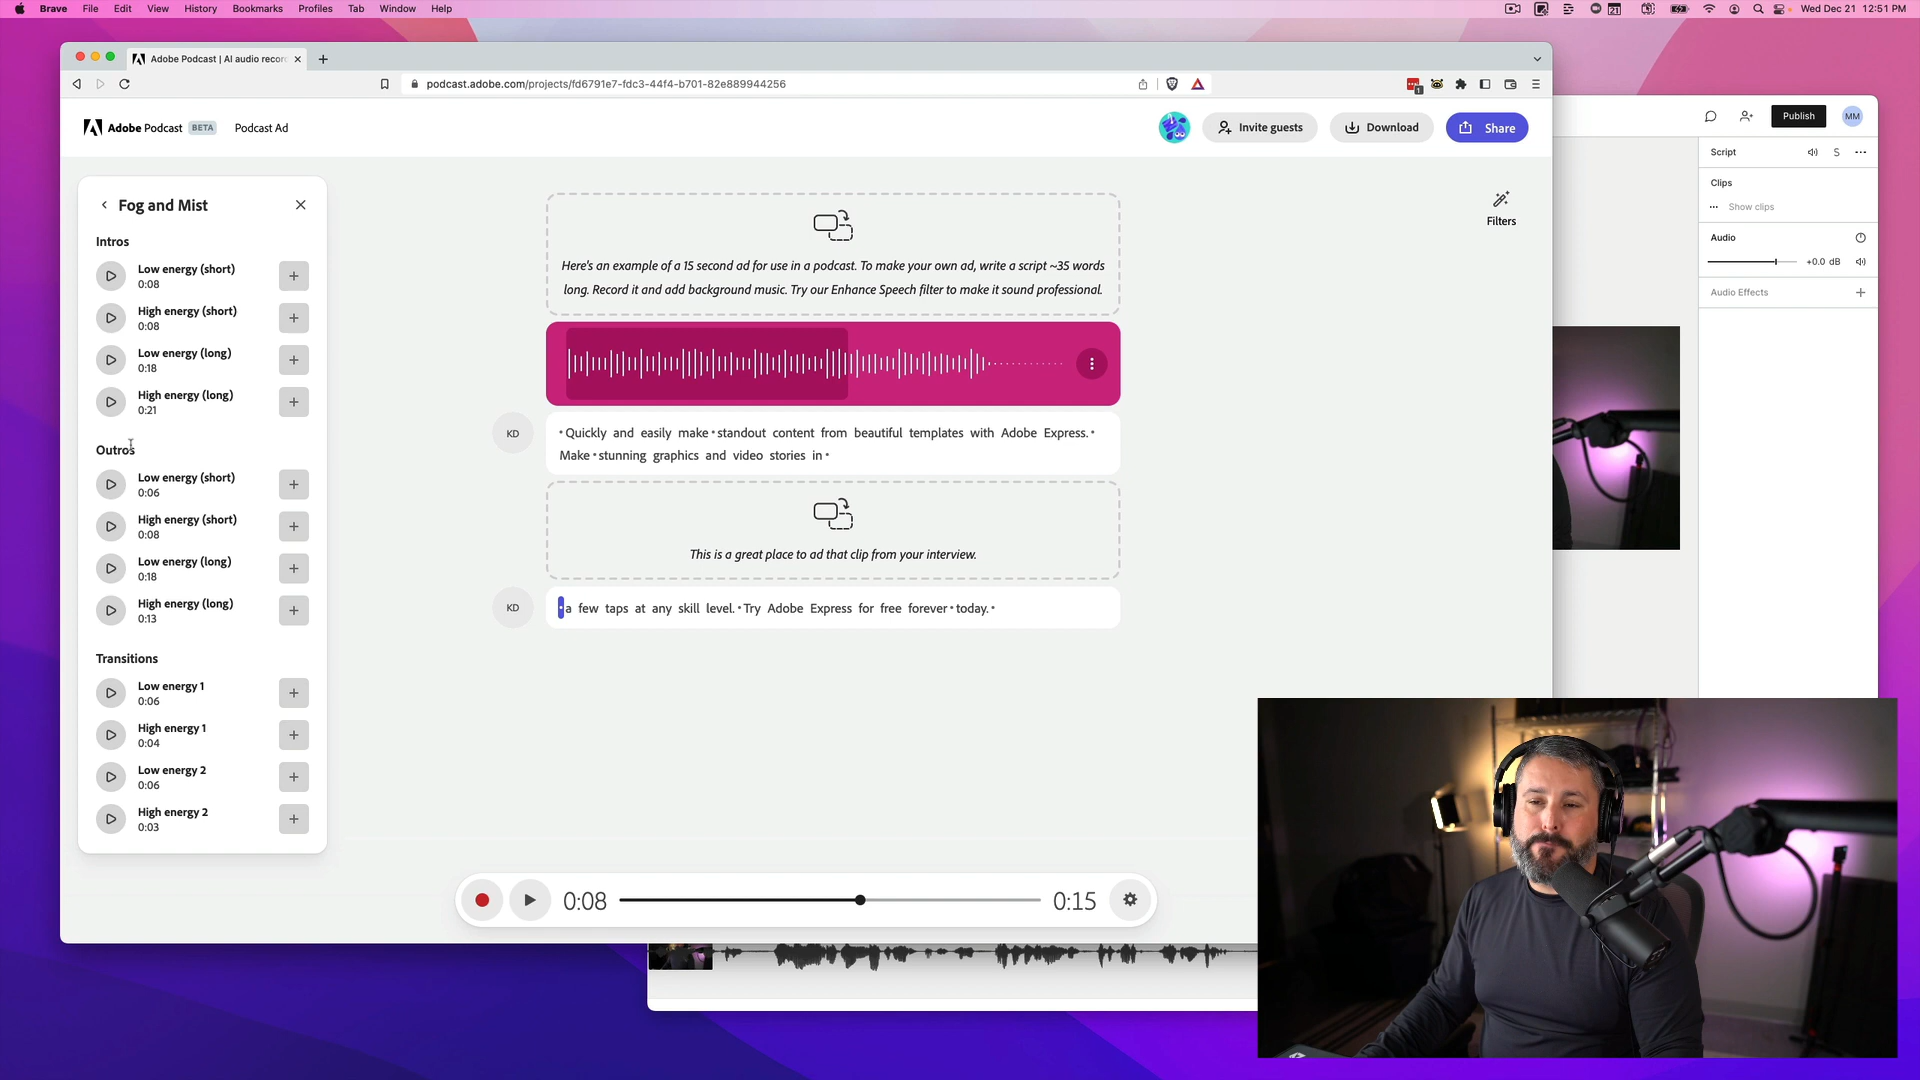 Brave File Edit View History Bookmarks Profiles Tab Window Help
21
Wed Dec 21 12:51 PM
Adobe Podcast | AI audio recor
podcast.adobe.com/projects/fd6791e7-fdc3-44f4-b701-82e889944256
1
Adobe Podcast BETA Podcast Ad
Invite guests
Download
Share
Publish
MM
Fog and Mist
Intros
Low energy (short)
0:08
High energy (short)
0:08
Low energy (long)
0:18
High energy (long)
0:21
Outros
Low energy (short)
0:06
High energy (short)
0:08
Low energy (long)
0:18
High energy (long)
0:13
Transitions
Low energy 1
0:06
High energy 1
0:04
Low energy 2
0:06
High energy 2
0:03
Here's an example of a 15 second ad for use in a podcast. To make your own ad, write a script ~35 words
long. Record it and add background music. Try our Enhance Speech filter to make it sound professional.
KD
Quickly and easily make standout content from beautiful templates with Adobe Express.
Make stunning graphics and video stories in
This is a great place to ad that clip from your interview.
KD
a few taps at any skill level. Try Adobe Express for free forever today.
Filters
0:08
0:15
Script
S
Clips
Show clips
Audio
+0.0 dB
Audio Effects